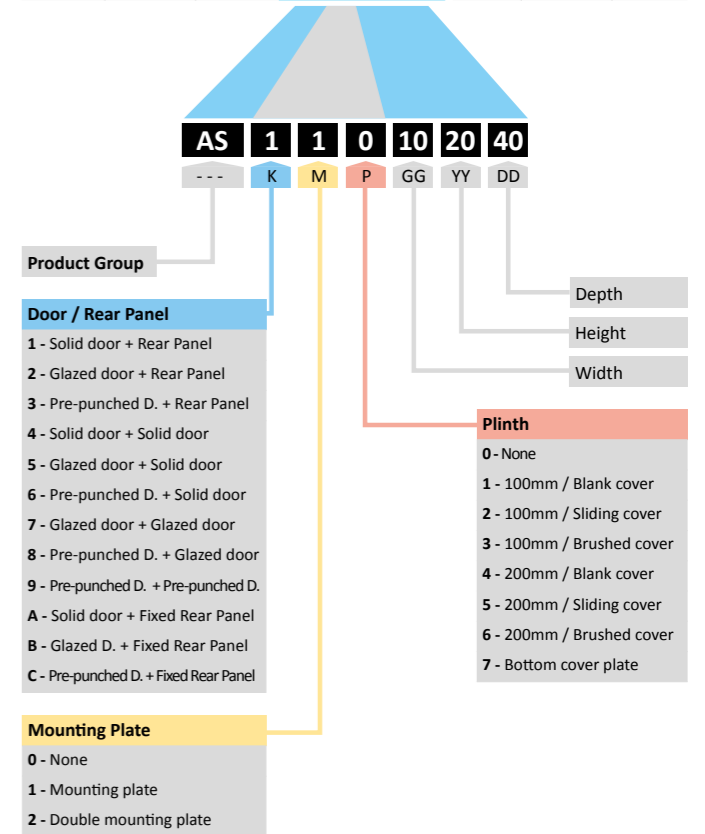 AS 1 1 0 10 20 40
--- K M P GG YY DD
Product Group
Depth
Height
Width
Door / Rear Panel
1 - Solid door + Rear Panel
2 - Glazed door + Rear Panel
3 - Pre-punched D. + Rear Panel
4 - Solid door + Solid door
5 - Glazed door + Solid door
6 - Pre-punched D. + Solid door
7 - Glazed door + Glazed door
8 - Pre-punched D. + Glazed door
9 - Pre-punched D. + Pre-punched D.
A - Solid door + Fixed Rear Panel
B - Glazed D. + Fixed Rear Panel
C - Pre-punched D. + Fixed Rear Panel
Plinth
0 - None
1 - 100mm / Blank cover
2 - 100mm / Sliding cover
3 - 100mm / Brushed cover
4 - 200mm / Blank cover
5 - 200mm / Sliding cover
6 - 200mm / Brushed cover
7 - Bottom cover plate
Mounting Plate
0 - None
1 - Mounting plate
2 - Double mounting plate